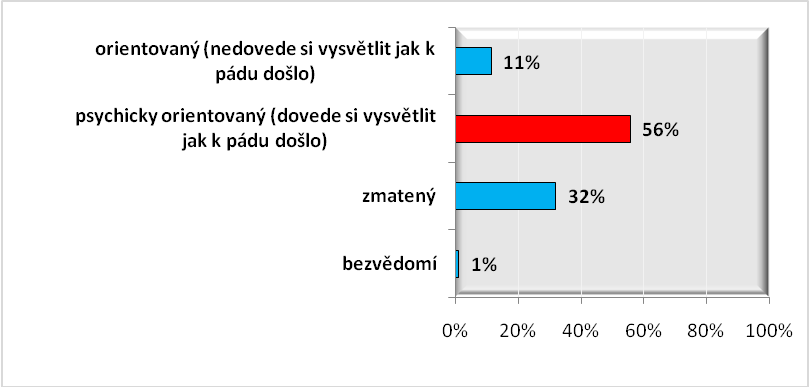 orientovaný (nedovede si vysvětlit jak k
pádu došlo)
11%
psychicky orientovaný (dovede si vysvětlit
jak k pádu došlo)
56%
zmatený
32%
bezvědomí
1%
0% 20% 40% 60% 80% 100%